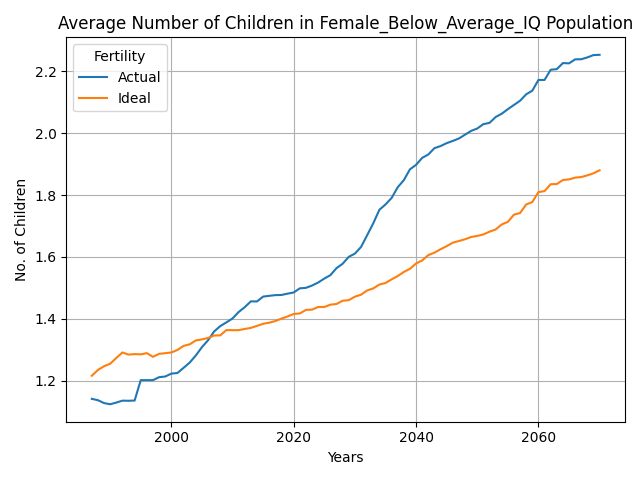 Average Number of Children in Female_Below_Average_IQ Population
Fertility
Actual
Ideal
No. of Children
2.2
2.0
1.8
1.6
1.4
1.2
2000
2020
2040
2060
Years